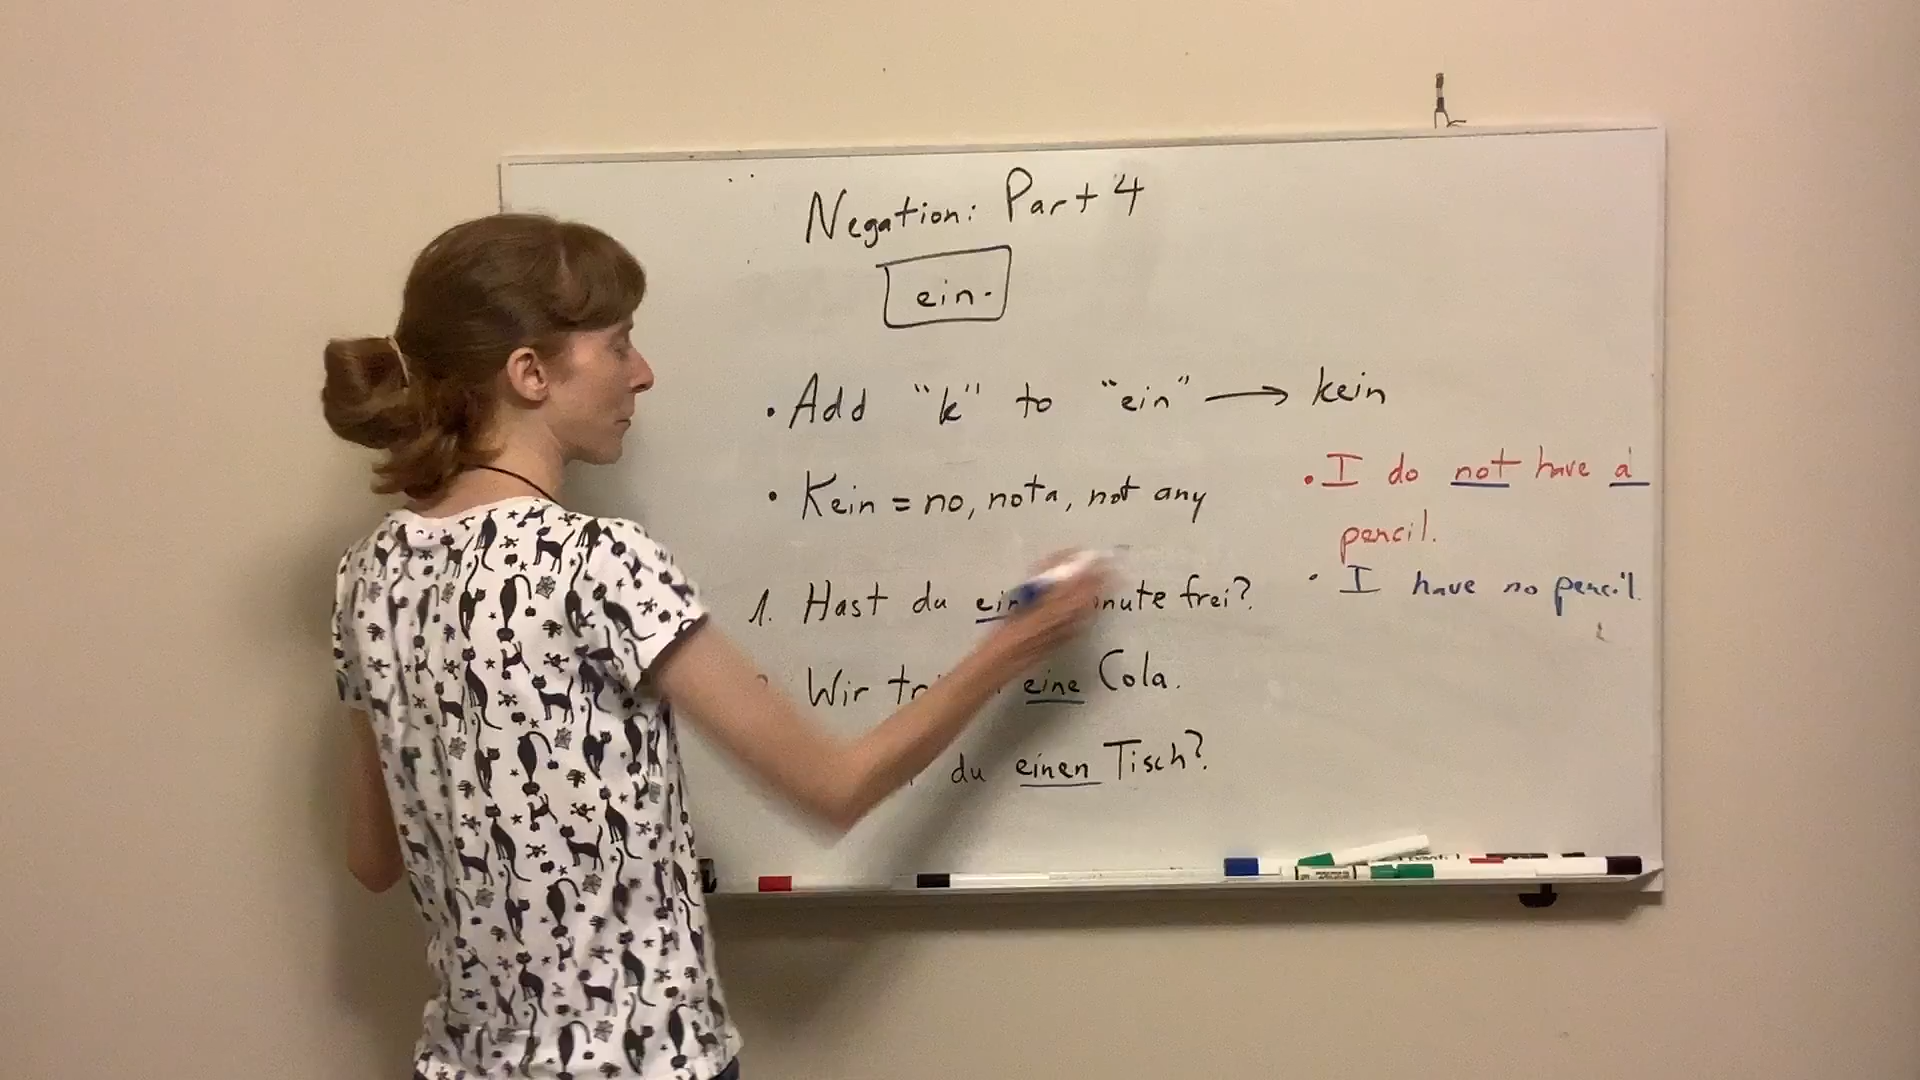 Negation: Part 4
ein-
• Add "k" to "ein" → kein
• Kein = no, not a, not any
• I do not have a
pencil.
• I have no pencil.
1. Hast du frei?
Wir eine Cola.
du einen Tisch?